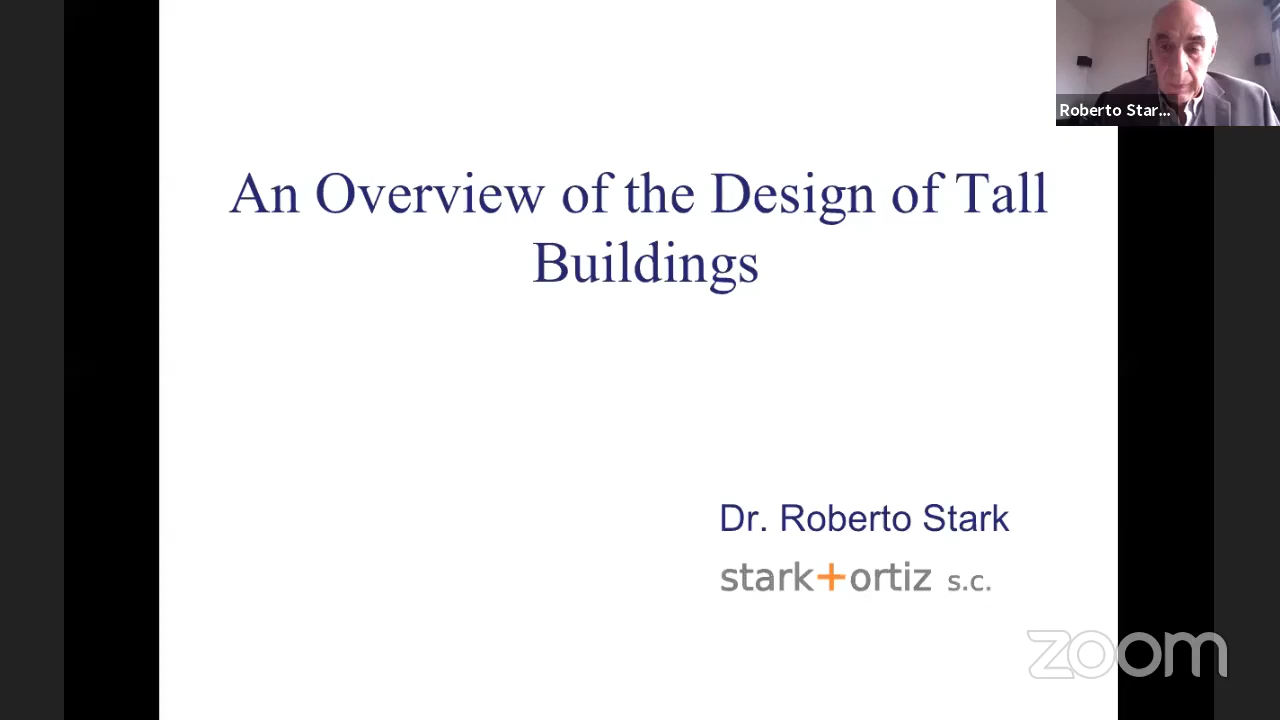 Roberto Star...
An Overview of the Design of Tall
Buildings
Dr. Roberto Stark
stark+ortiz s.c.
zoom